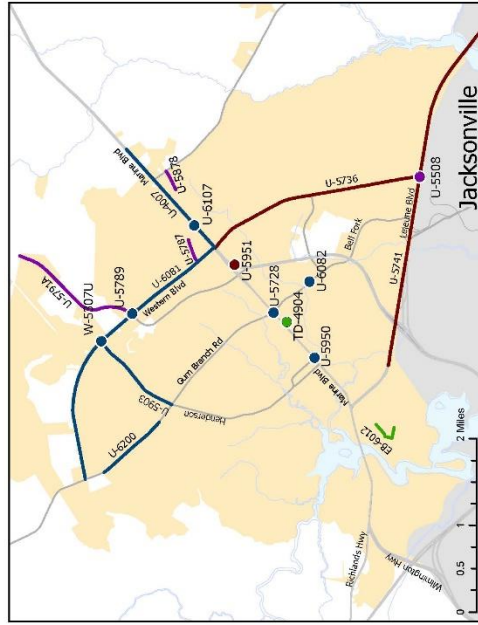 U-5791A
W-5707U
U-5789
U-6081
Western Blvd
U-5787
U-4007
Marine Blvd
U-5878
U-6107
U-5903
U-6200
Gum Branch Rd
Henderson
U-5951
U-5728
TD-4904
U-6082
U-5950
Marine Blvd
Bell Fork
U-5736
U-5741
Lejeune Blvd
U-5508
EB-6012
Richlands Hwy
Wilmington Hwy
0 0.5 1 2 Miles
Jacksonville